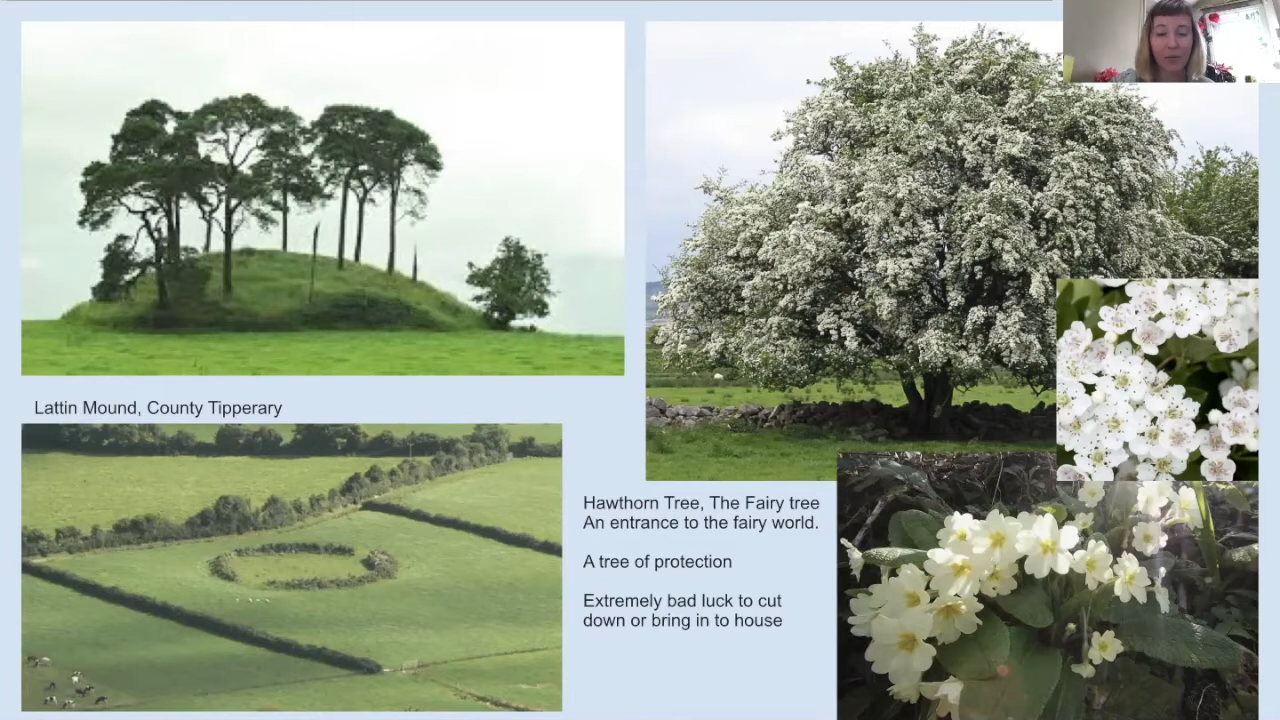 Lattin Mound, County Tipperary
Hawthorn Tree, The Fairy tree
An entrance to the fairy world.
A tree of protection
Extremely bad luck to cut
down or bring in to house